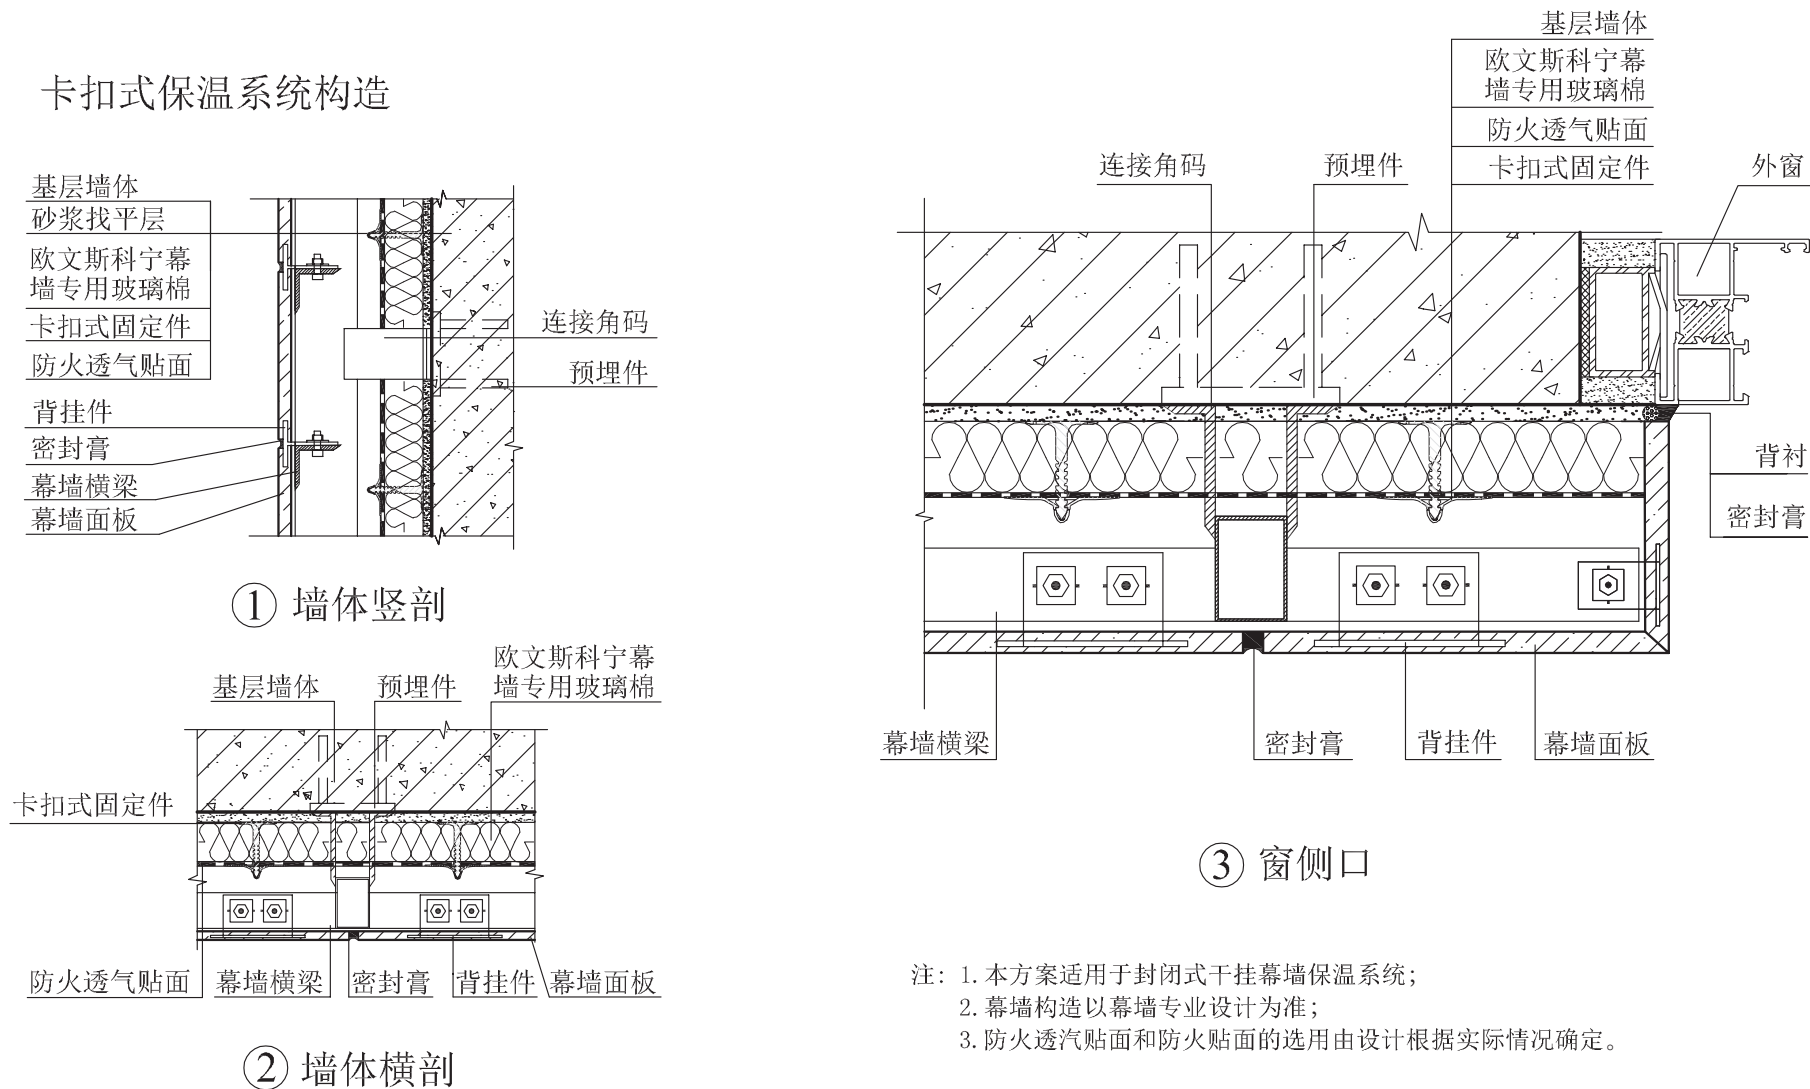 卡扣式保温系统构造
基层墙体
砂浆找平层
欧文斯科宁幕
墙专用玻璃棉
卡扣式固定件
防火透气贴面
背挂件
密封膏
幕墙横梁
幕墙面板
连接角码
预埋件
① 墙体竖剖
欧文斯科宁幕
墙专用玻璃棉
基层墙体
预埋件
卡扣式固定件
防火透气贴面
幕墙横梁
密封膏
背挂件
幕墙面板
② 墙体横剖
基层墙体
欧文斯科宁幕
墙专用玻璃棉
防火透气贴面
卡扣式固定件
连接角码
预埋件
外窗
背衬
密封膏
幕墙横梁
密封膏
背挂件
幕墙面板
③ 窗侧口
注: 1.本方案适用于封闭式干挂幕墙保温系统;
2.幕墙构造以幕墙专业设计为准;
3.防火透汽贴面和防火贴面的选用由设计根据实际情况确定。